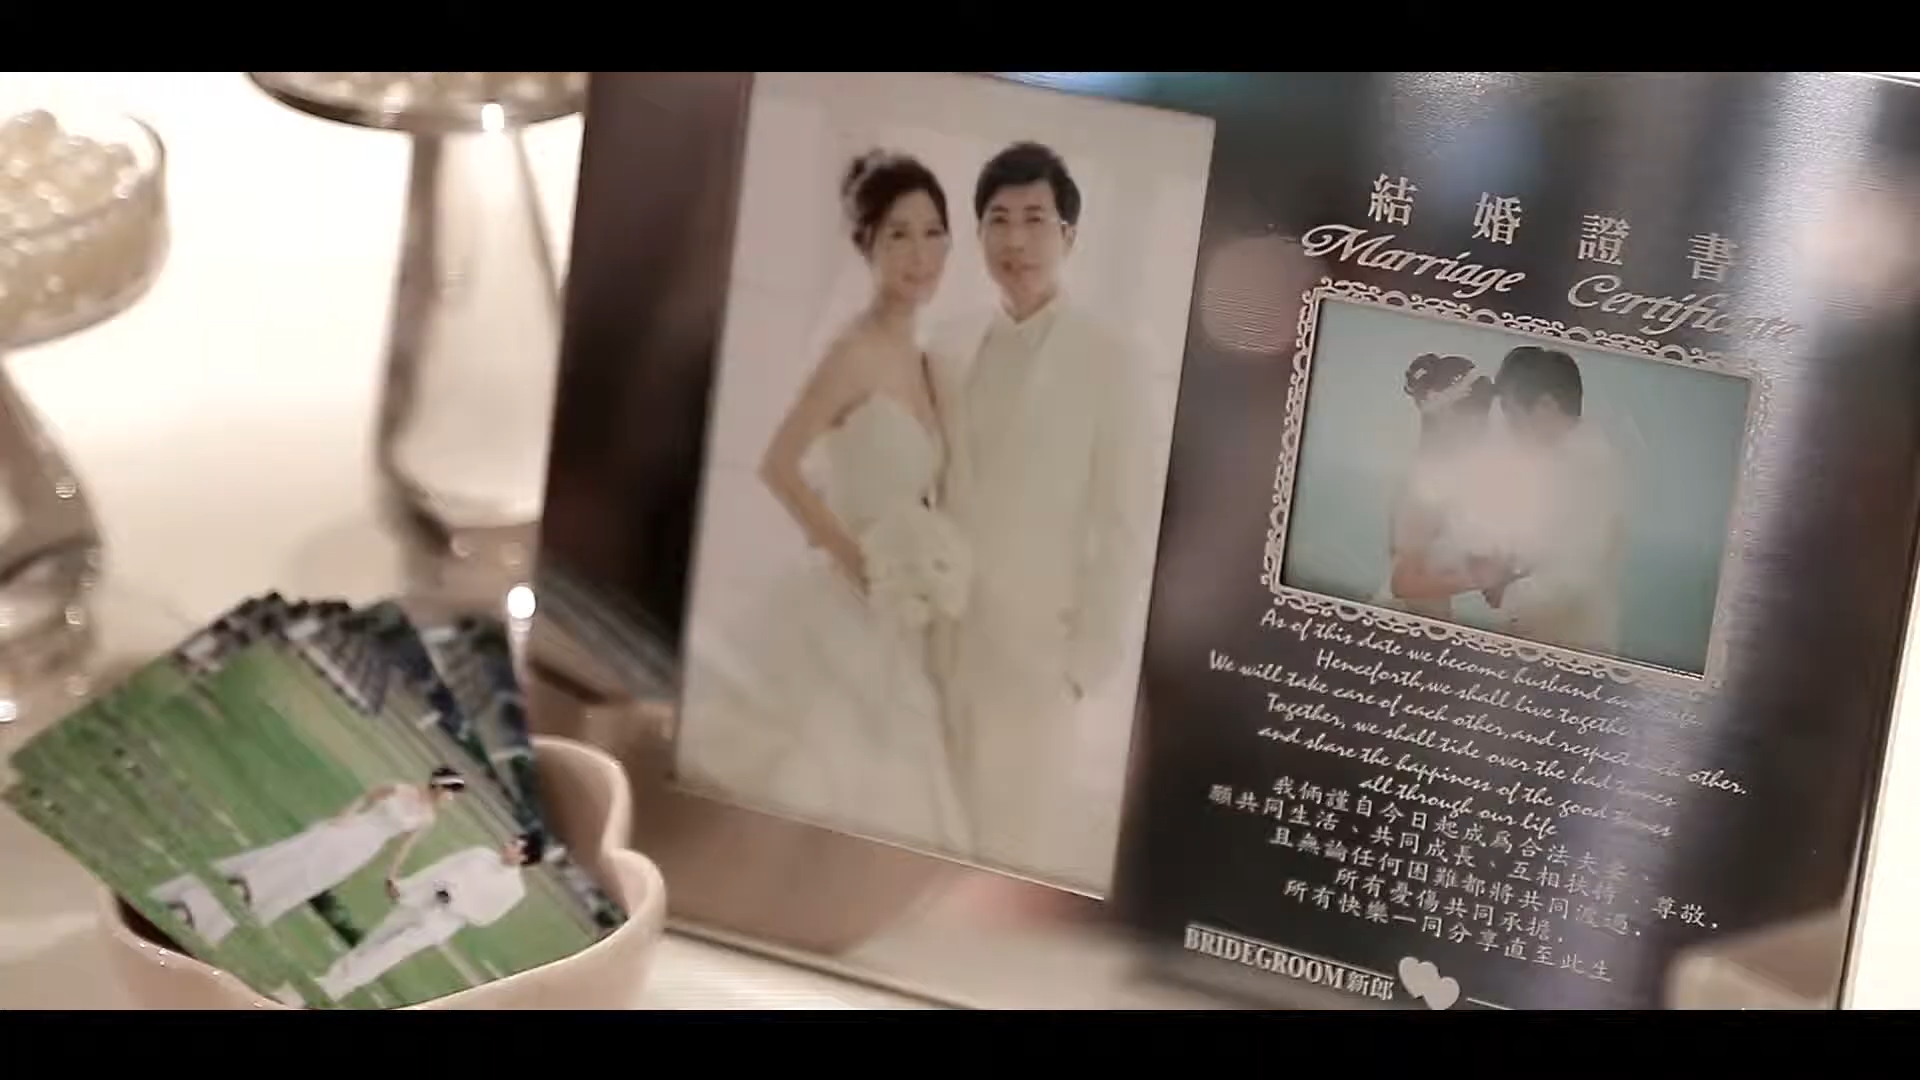 結婚證書
Marriage Certificate
As of this date we become husband and wife.
Henceforth, we shall live together
We will take care of each other, and respect each other.
Together, we shall tide over the bad times
and share the happiness of the good times
all through our life
我倆謹自今日起成為合法夫妻、
願共同生活、共同成長、互相扶持、尊敬,
且無論任何困難都將共同渡過,
所有憂傷共同承擔,
所有快樂一同分享直至此生
BRIDEGROOM新郎